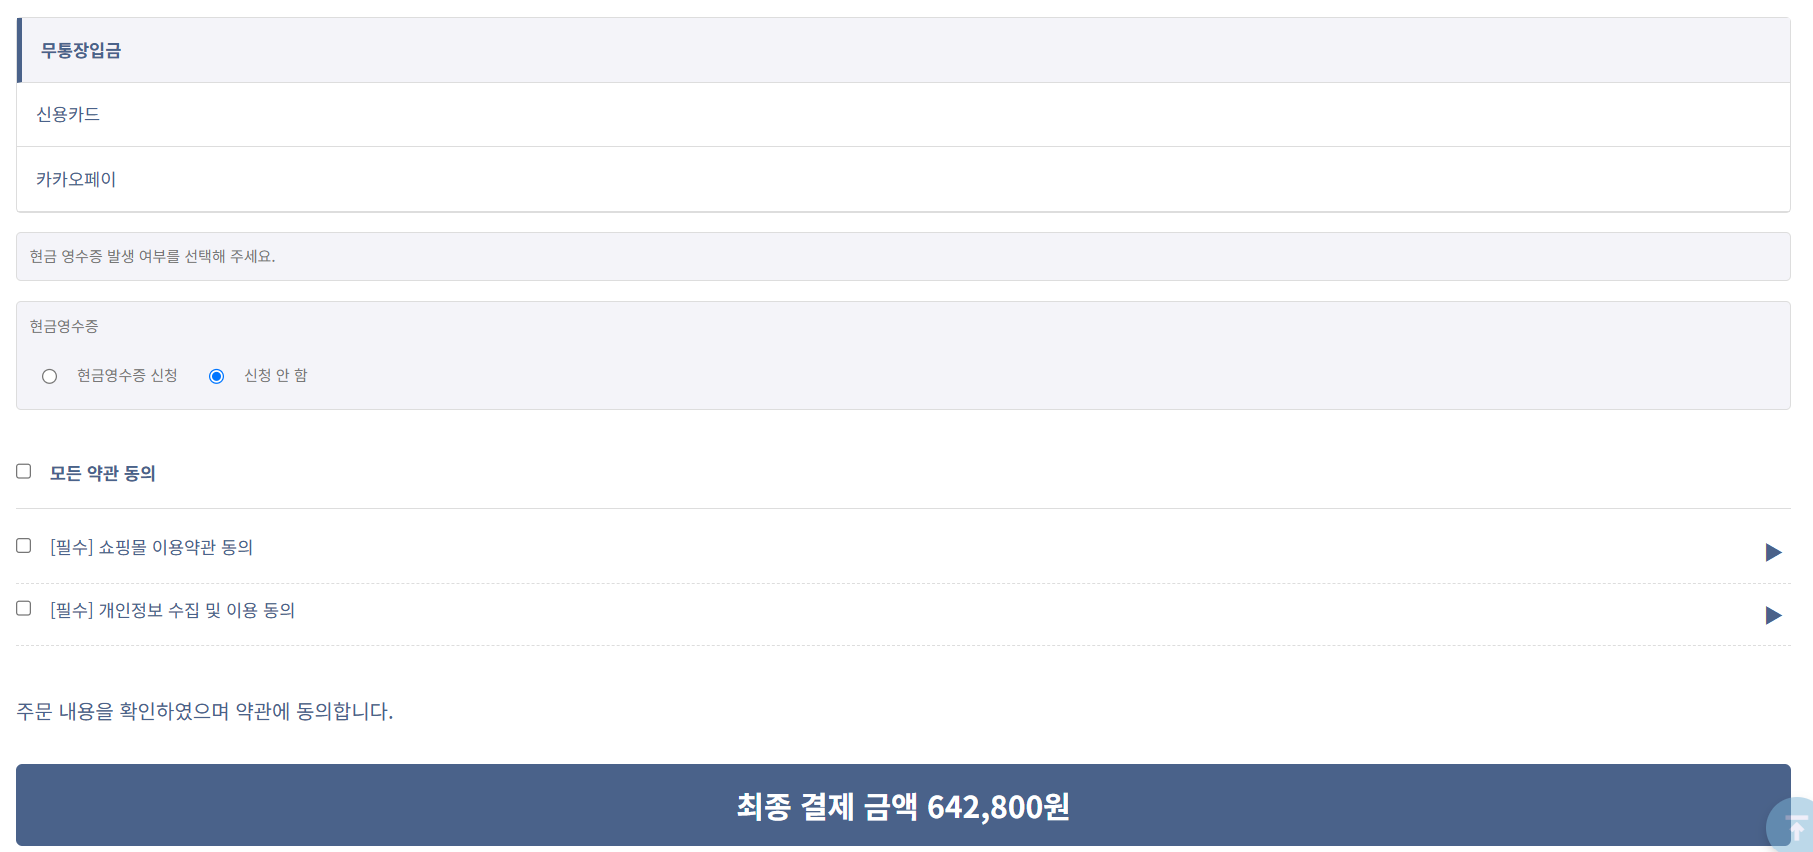 무통장입금
신용카드
카카오페이
현금 영수증 발생 여부를 선택해 주세요.
현금영수증
현금영수증 신청 신청 안 함
모든 약관 동의
[필수] 쇼핑몰 이용약관 동의
[필수] 개인정보 수집 및 이용 동의
주문 내용을 확인하였으며 약관에 동의합니다.
최종 결제 금액 642,800원